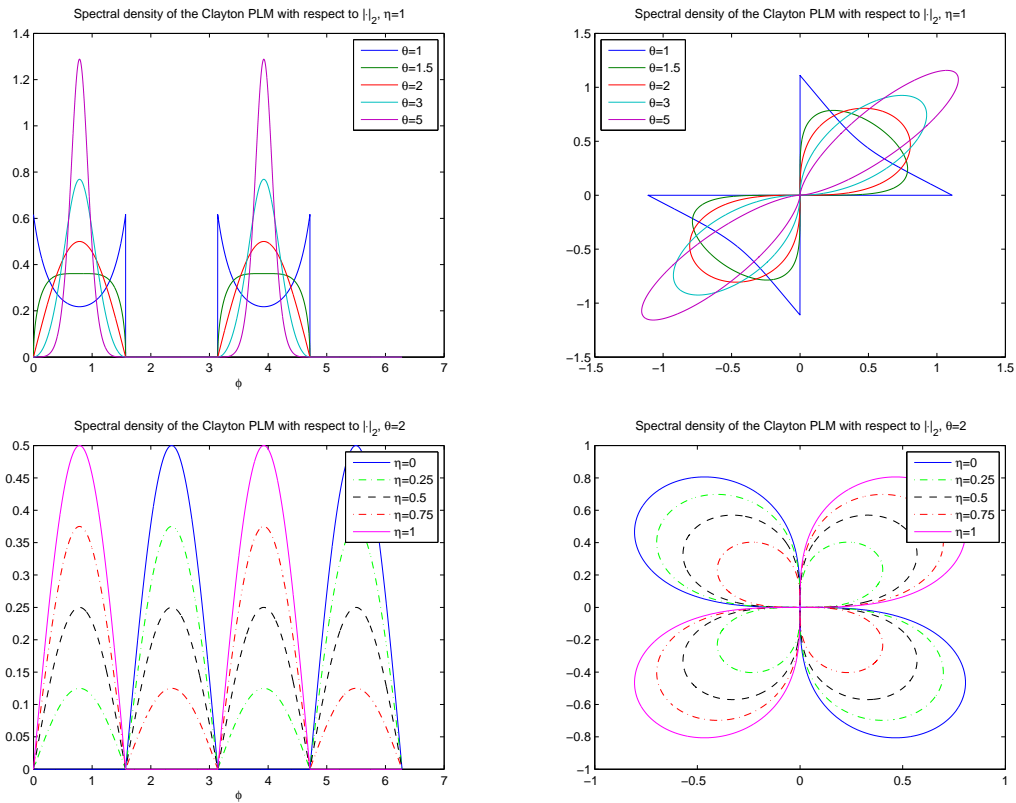 Spectral density of the Clayton PLM with respect to |·|₂, η=1
1.4
1.2
1
0.8
0.6
0.4
0.2
0
0
1
2
3
4
5
6
7
ϕ
θ=1
θ=1.5
θ=2
θ=3
θ=5
Spectral density of the Clayton PLM with respect to |·|₂, η=1
1.5
1
0.5
0
−0.5
−1
−1.5
−1.5
−1
−0.5
0
0.5
1
1.5
θ=1
θ=1.5
θ=2
θ=3
θ=5
Spectral density of the Clayton PLM with respect to |·|₂, θ=2
0.5
0.45
0.4
0.35
0.3
0.25
0.2
0.15
0.1
0.05
0
0
1
2
3
4
5
6
7
ϕ
η=0
η=0.25
η=0.5
η=0.75
η=1
Spectral density of the Clayton PLM with respect to |·|₂, θ=2
1
0.8
0.6
0.4
0.2
0
−0.2
−0.4
−0.6
−0.8
−1
−1
−0.5
0
0.5
1
η=0
η=0.25
η=0.5
η=0.75
η=1